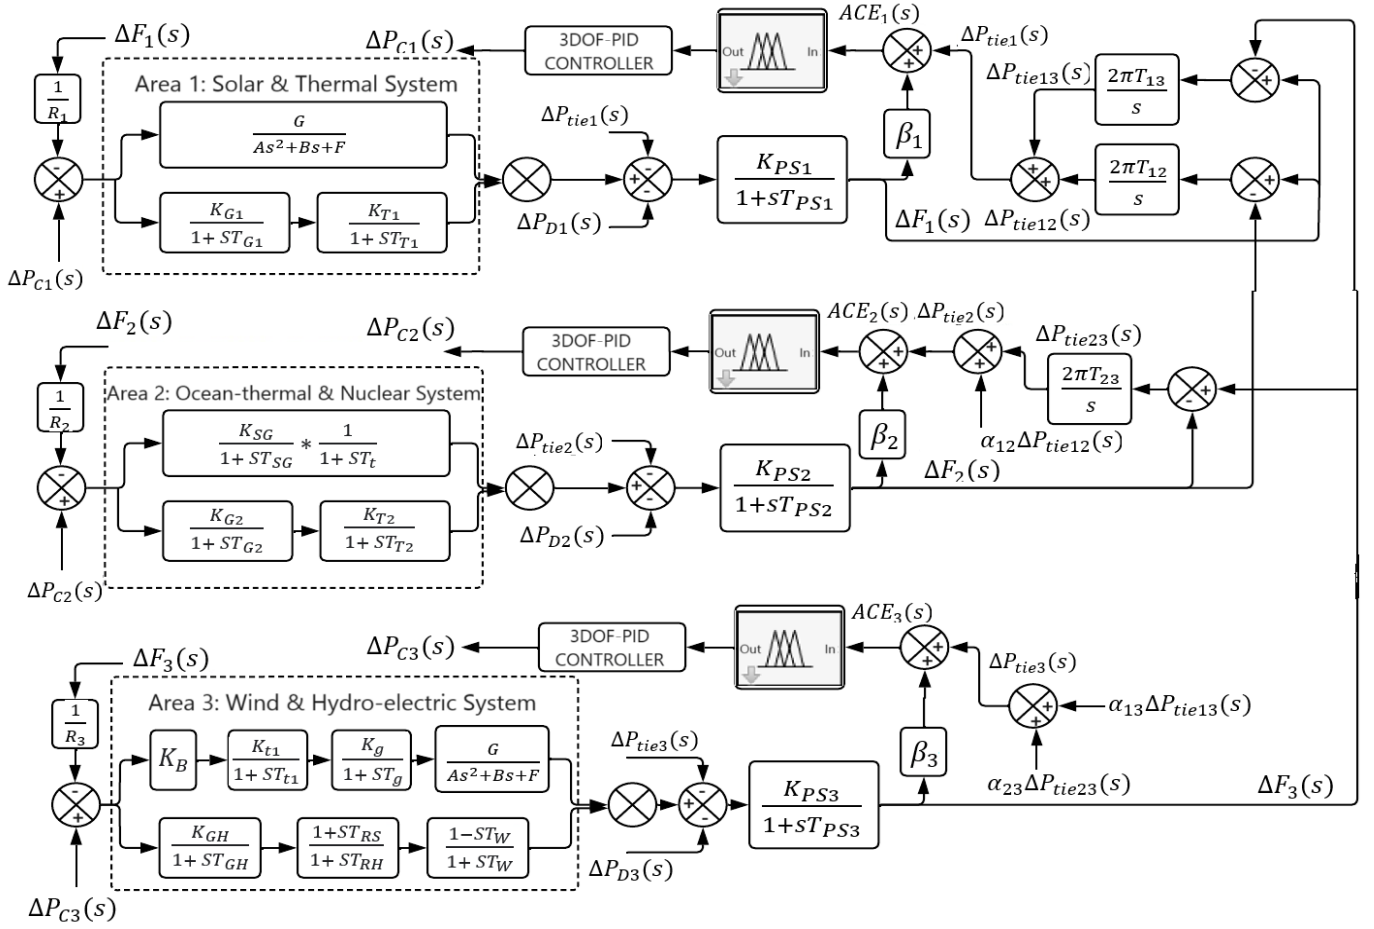 ΔF₁(s)
ΔP_C1(s)
3DOF-PID
CONTROLLER
Out
In
ACE₁(s)
ΔP_tie1(s)
ΔP_tie13(s)
2πT₁₃
s
-
+
1
R₁
Area 1: Solar & Thermal System
G
As²+Bs+F
ΔP_tie1(s)
β₁
+
+
K_PS1
1+sT_PS1
+
+
2πT₁₂
s
+
-
-
+
K_G1
1+ ST_G1
K_T1
1+ ST_T1
+
-
-
ΔP_D1(s)
ΔF₁(s)
ΔP_tie12(s)
ΔP_C1(s)
ΔF₂(s)
ΔP_C2(s)
3DOF-PID
CONTROLLER
Out
In
ACE₂(s)
ΔP_tie2(s)
ΔP_tie23(s)
2πT₂₃
s
+
-
1
R₂
Area 2: Ocean-thermal & Nuclear System
K_SG
1+ ST_SG
*
1
1+ ST_t
ΔP_tie2(s)
β₂
+
+
+
+
α₁₂ΔP_tie12(s)
K_PS2
1+sT_PS2
ΔF₂(s)
-
+
K_G2
1+ ST_G2
K_T2
1+ ST_T2
+
-
-
ΔP_D2(s)
ΔP_C2(s)
ΔF₃(s)
ΔP_C3(s)
3DOF-PID
CONTROLLER
Out
In
ACE₃(s)
+
+
ΔP_tie3(s)
+
+
α₁₃ΔP_tie13(s)
1
R₃
Area 3: Wind & Hydro-electric System
K_B
K_t1
1+ ST_t1
K_g
1+ ST_g
G
As²+Bs+F
ΔP_tie3(s)
β₃
α₂₃ΔP_tie23(s)
K_PS3
1+sT_PS3
ΔF₃(s)
-
+
K_GH
1+ ST_GH
1+ST_RS
1+ ST_RH
1−ST_W
1+ ST_W
+
-
-
ΔP_D3(s)
ΔP_C3(s)